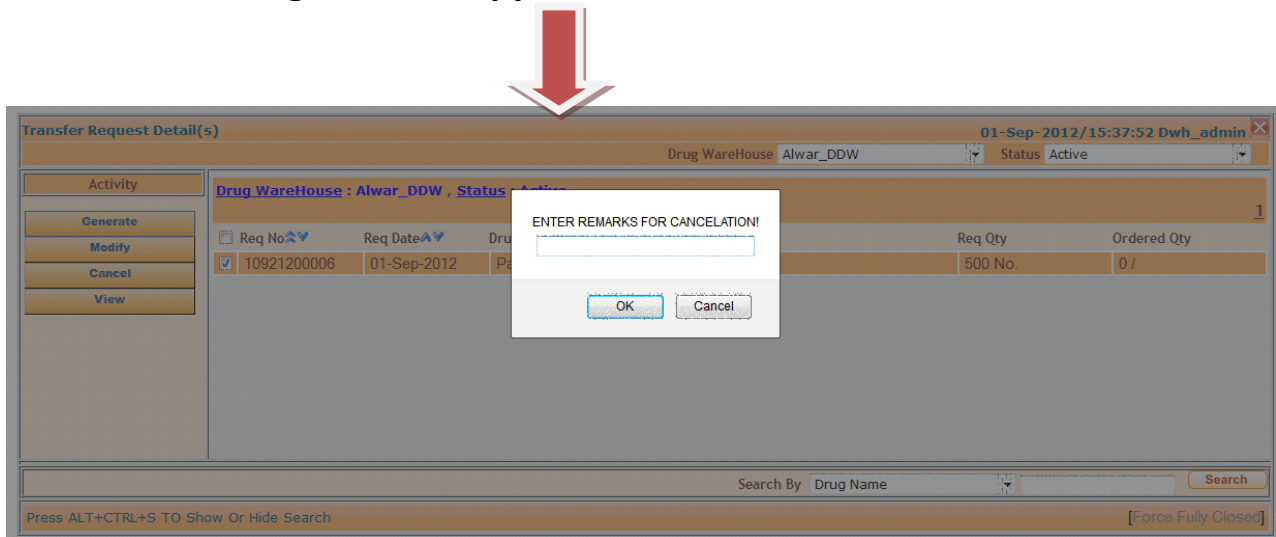 Transfer Request Detail(s)
01-Sep-2012/15:37:52 Dwh_admin
Drug WareHouse Alwar_DDW Status Active
Activity
Generate
Modify
Cancel
View
Drug WareHouse : Alwar_DDW , Status : Active
1
Req No Req Date Req Qty Ordered Qty
10921200006 01-Sep-2012 500 No. 0 /
ENTER REMARKS FOR CANCELATION!
OK Cancel
Search By Drug Name Search
Press ALT+CTRL+S TO Show Or Hide Search [Force Fully Closed]